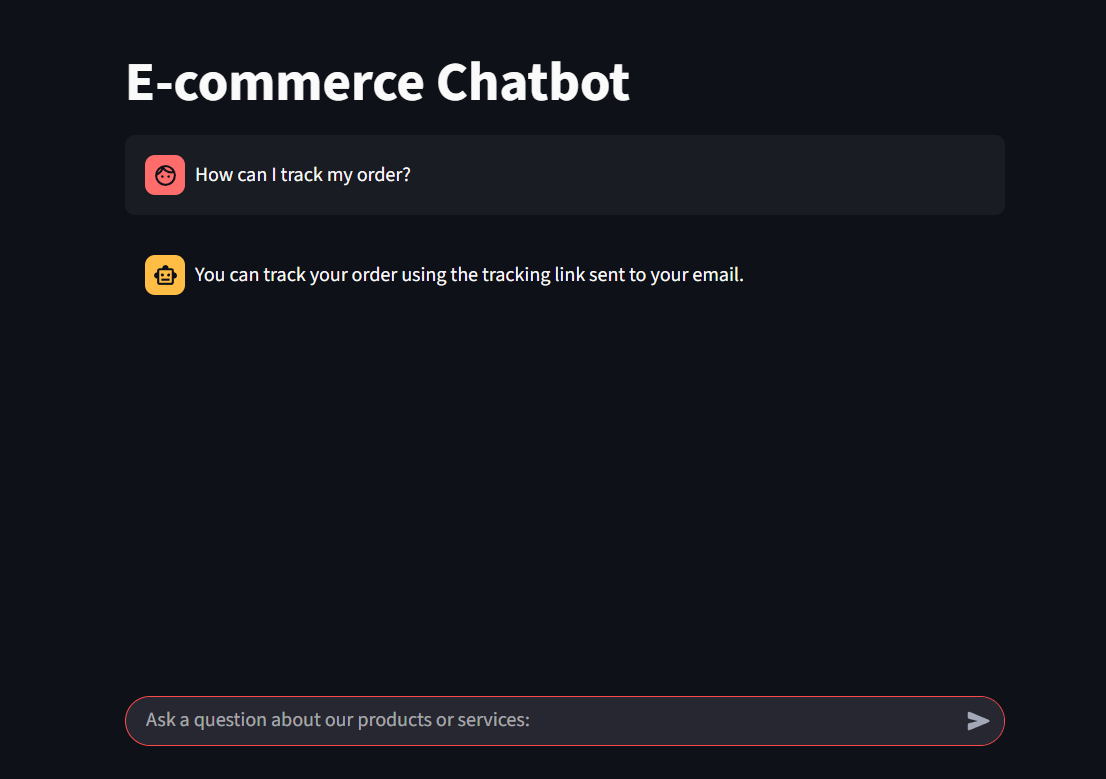 E-commerce Chatbot
How can I track my order?
You can track your order using the tracking link sent to your email.
Ask a question about our products or services: